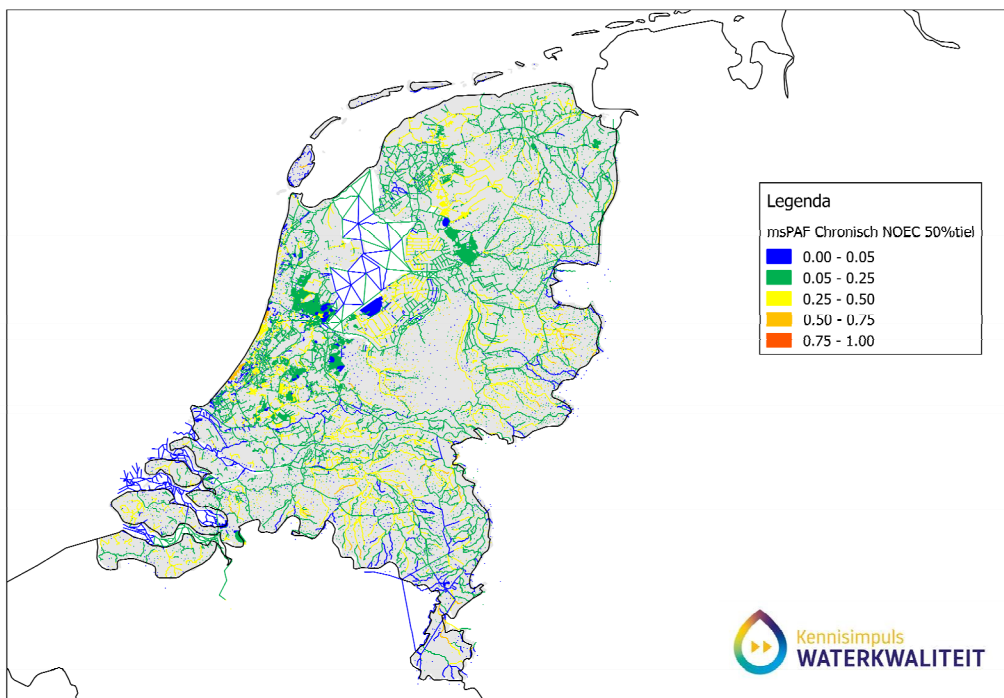 Legenda
msPAF Chronisch NOEC 50%tiel
0.00 - 0.05
0.05 - 0.25
0.25 - 0.50
0.50 - 0.75
0.75 - 1.00
Kennisimpuls
WATERKWALITEIT